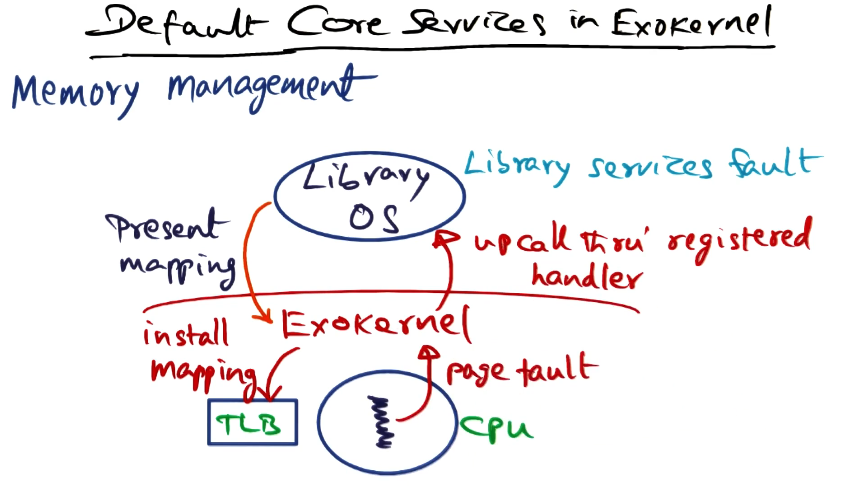 Default Core Services in Exokernel
Memory management
Library
OS
Library services fault
Present
mapping
upcall thru' registered
handler
install
mapping
Exokernel
page fault
TLB
CPU